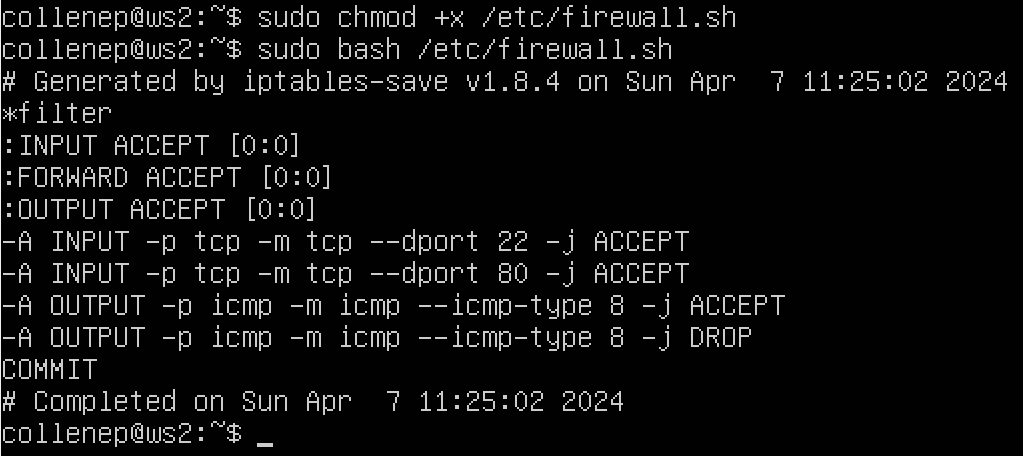 collenep@ws2:~$ sudo chmod +x /etc/firewall.sh
collenep@ws2:~$ sudo bash /etc/firewall.sh
# Generated by iptables-save v1.8.4 on Sun Apr  7 11:25:02 2024
*filter
:INPUT ACCEPT [0:0]
:FORWARD ACCEPT [0:0]
:OUTPUT ACCEPT [0:0]
-A INPUT -p tcp -m tcp --dport 22 -j ACCEPT
-A INPUT -p tcp -m tcp --dport 80 -j ACCEPT
-A OUTPUT -p icmp -m icmp --icmp-type 8 -j ACCEPT
-A OUTPUT -p icmp -m icmp --icmp-type 8 -j DROP
COMMIT
# Completed on Sun Apr  7 11:25:02 2024
collenep@ws2:~$ _